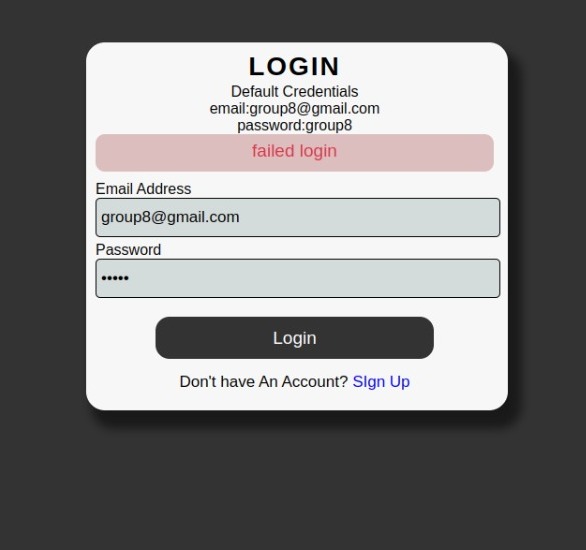 LOGIN
Default Credentials
email:group8@gmail.com
password:group8
failed login
Email Address
group8@gmail.com
Password
•••••
Login
Don't have An Account? SIgn Up